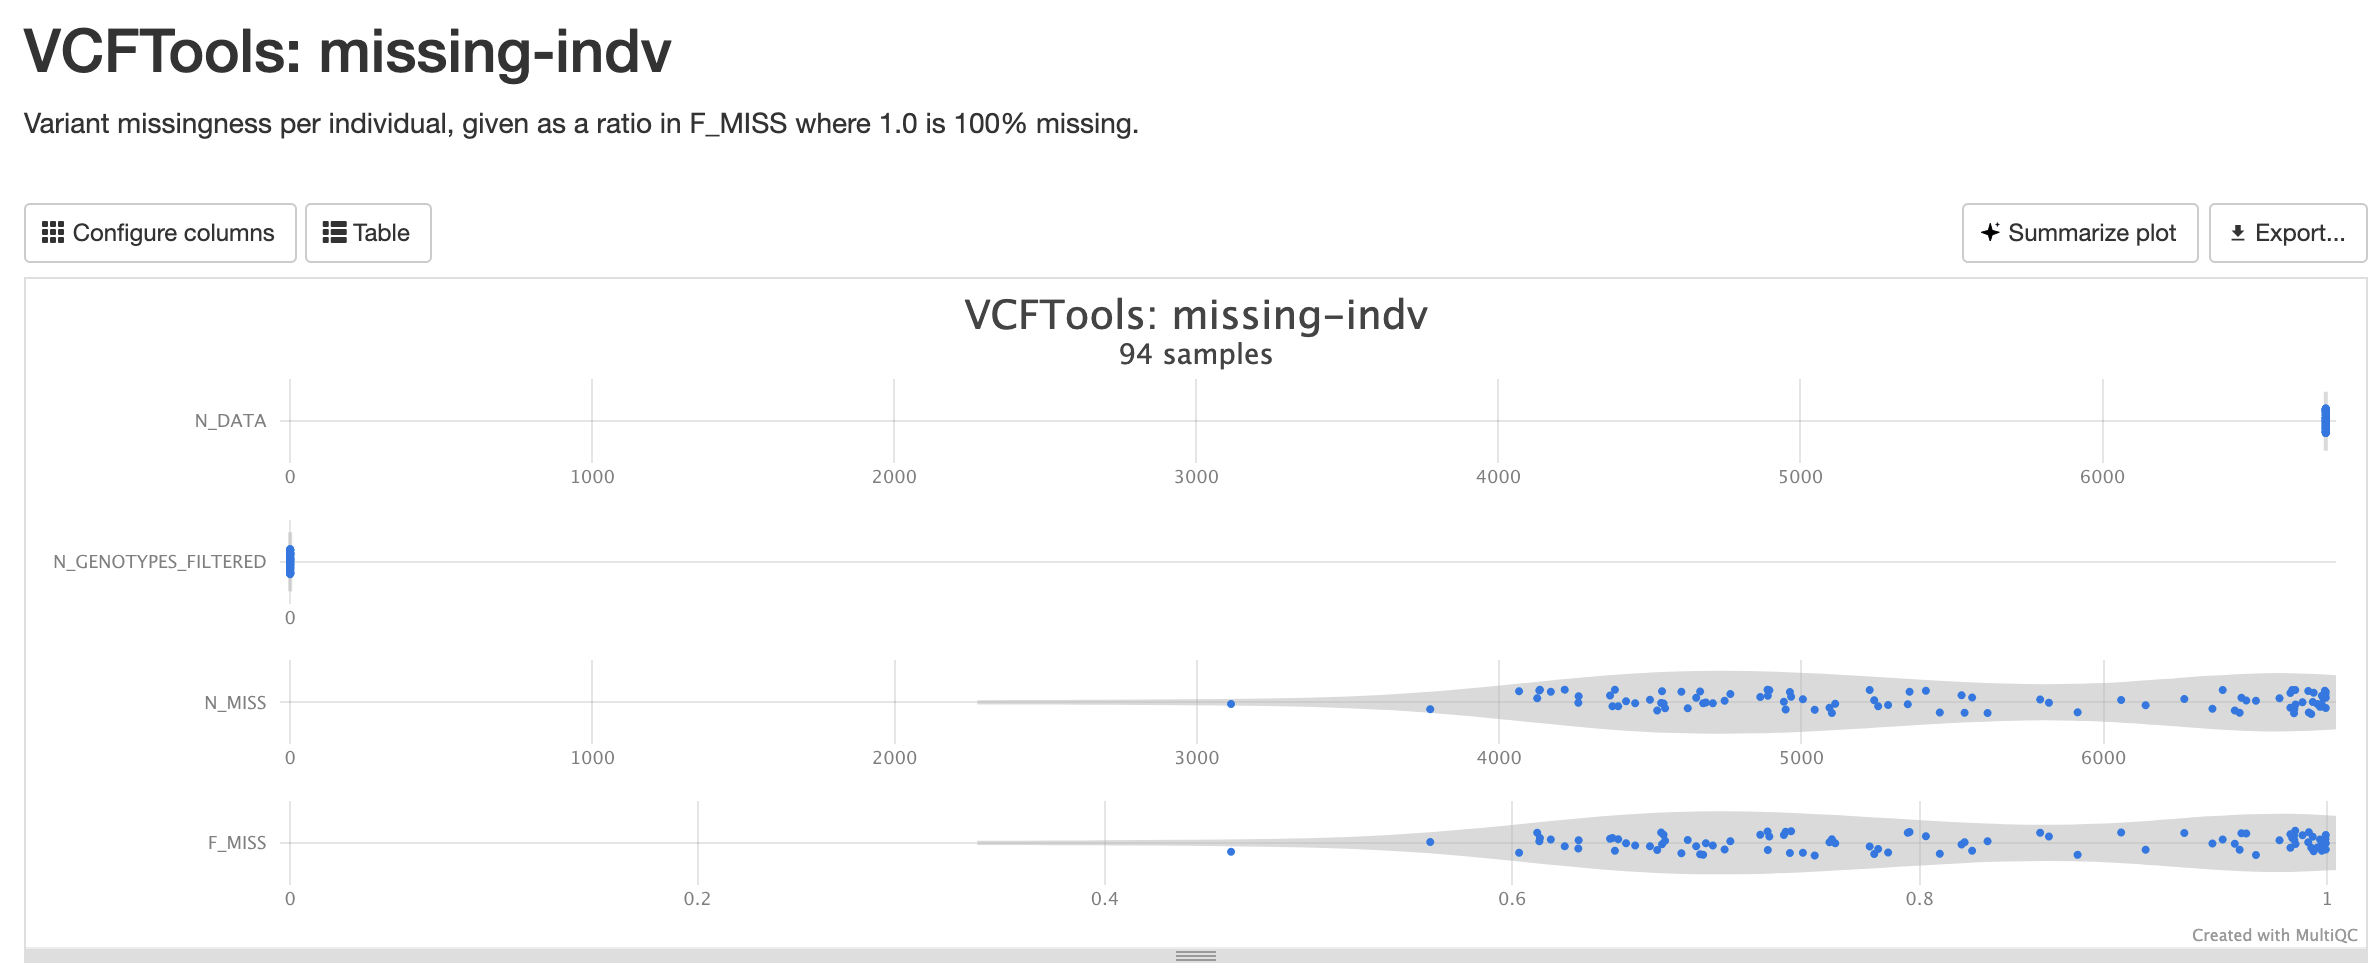 VCFTools: missing-indv
Variant missingness per individual, given as a ratio in F_MISS where 1.0 is 100% missing.
Configure columns
Table
Summarize plot
Export...
VCFTools: missing-indv
94 samples
N_DATA
0 1000 2000 3000 4000 5000 6000
N_GENOTYPES_FILTERED
0
N_MISS
0 1000 2000 3000 4000 5000 6000
F_MISS
0 0.2 0.4 0.6 0.8 1
Created with MultiQC